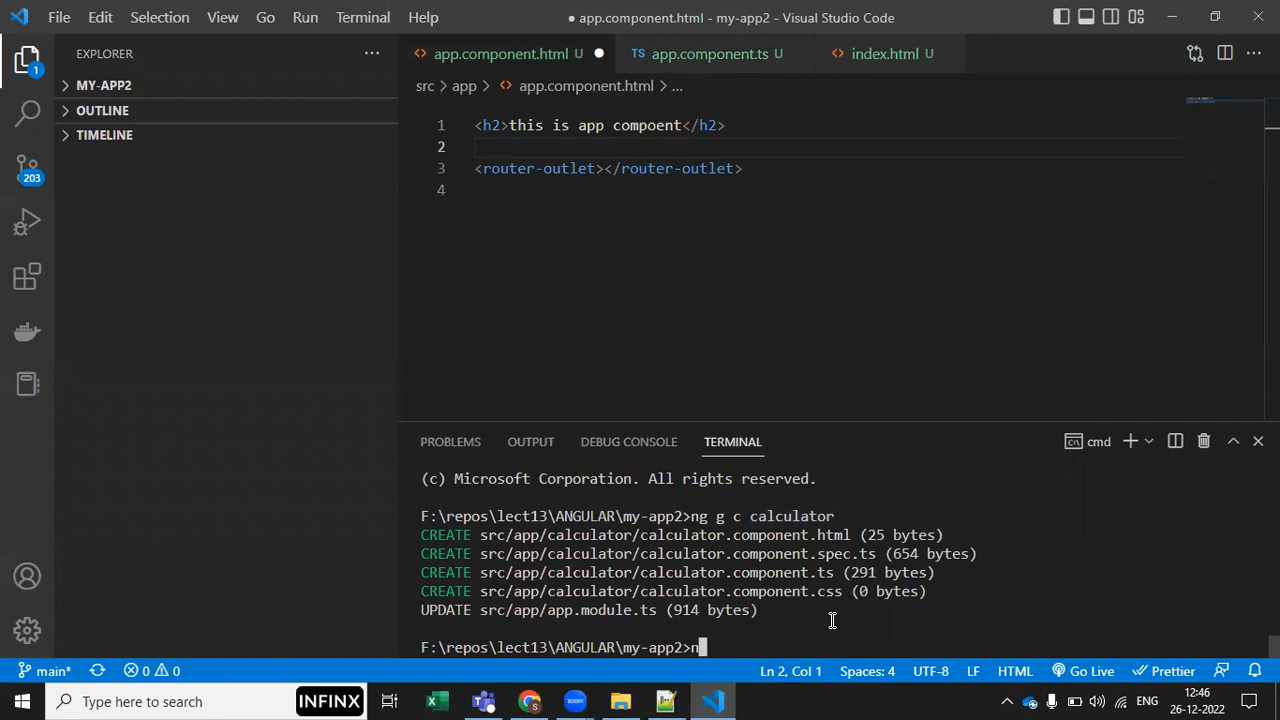 File Edit Selection View Go Run Terminal Help
● app.component.html - my-app2 - Visual Studio Code
EXPLORER
MY-APP2
OUTLINE
TIMELINE
1
203
app.component.html U
TS app.component.ts U
index.html U
src > app > app.component.html > ...
1 <h2>this is app compoent</h2>
2
3 <router-outlet></router-outlet>
4
PROBLEMS OUTPUT DEBUG CONSOLE TERMINAL
cmd
(c) Microsoft Corporation. All rights reserved.
F:\repos\lect13\ANGULAR\my-app2>ng g c calculator
CREATE src/app/calculator/calculator.component.html (25 bytes)
CREATE src/app/calculator/calculator.component.spec.ts (654 bytes)
CREATE src/app/calculator/calculator.component.ts (291 bytes)
CREATE src/app/calculator/calculator.component.css (0 bytes)
UPDATE src/app/app.module.ts (914 bytes)
F:\repos\lect13\ANGULAR\my-app2>n
main* 0 0 Ln 2, Col 1 Spaces: 4 UTF-8 LF HTML Go Live Prettier
Type here to search INFINX
ENG
12:46
26-12-2022